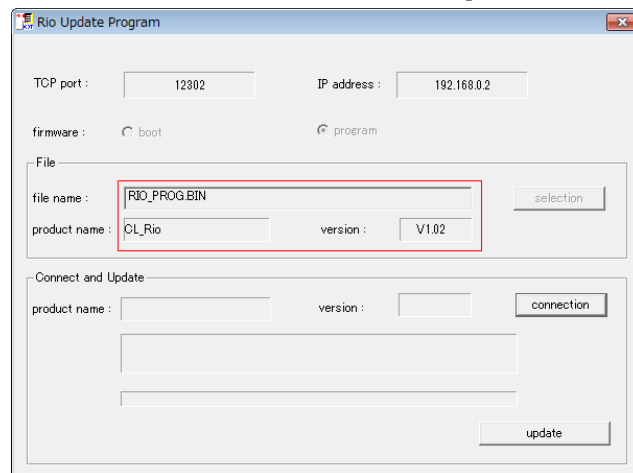 Rio Update Program
TCP port : 12302 IP address : 192.168.0.2
firmware : boot program
File
file name : RIO_PROG.BIN selection
product name : CL_Rio version : V1.02
Connect and Update
product name : version : connection
update